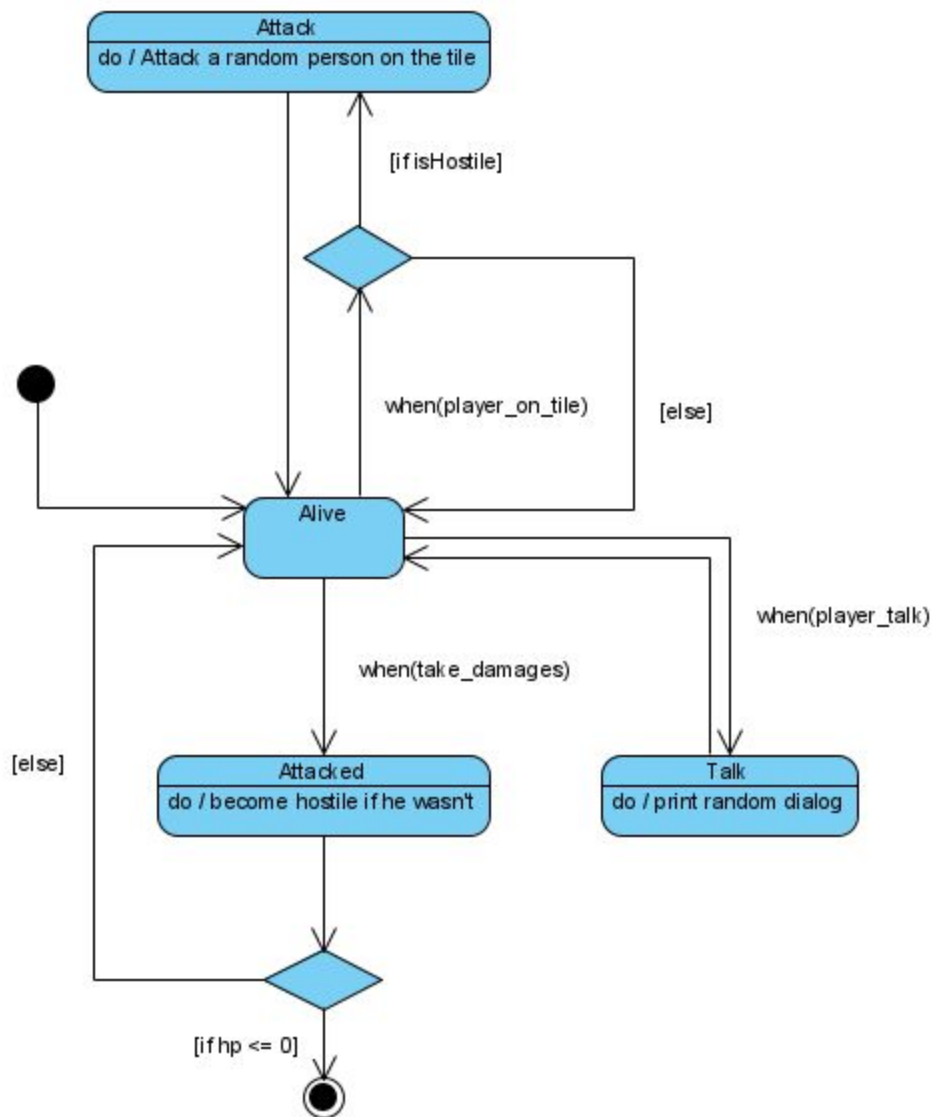 Attack
do / Attack a random person on the tile
[if isHostile]
when(player_on_tile)
[else]
Alive
when(player_talk)
when(take_damages)
[else]
Attacked
do / become hostile if he wasn't
Talk
do / print random dialog
[if hp <= 0]